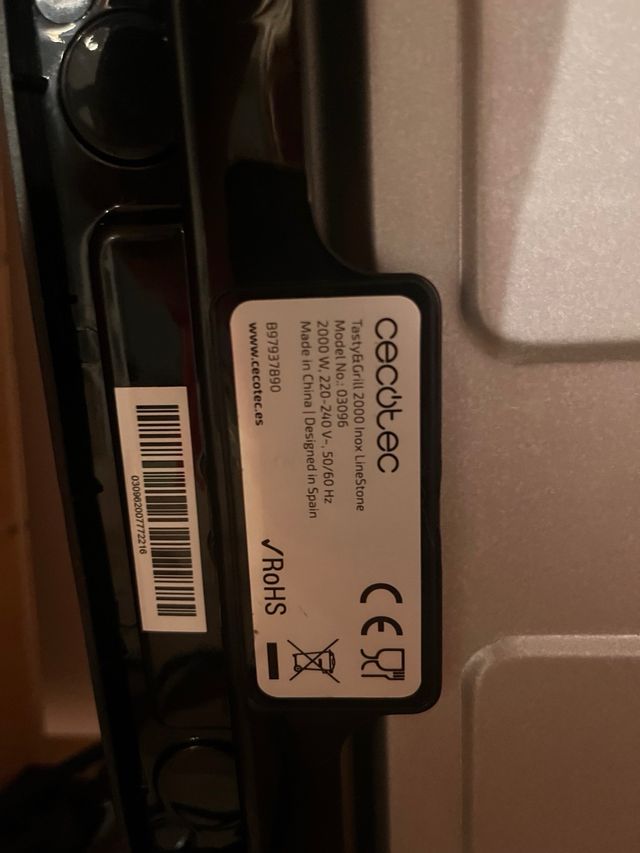 cecotec
Tasty&Grill 2000 Inox LineStone
Model No.: 03096
2000 W, 220-240 V~, 50/60 Hz
Made in China | Designed in Spain
B97937890
www.cecotec.es
CE
✓RoHS
030962007772216